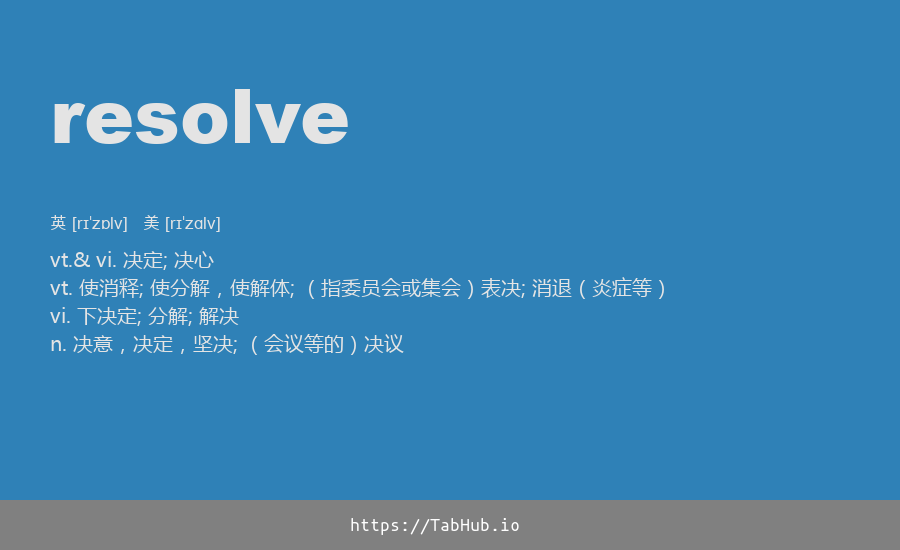 resolve
英 [rɪˈzɒlv] 美 [rɪˈzɑlv]
vt.& vi. 决定; 决心
vt. 使消释; 使分解，使解体; （指委员会或集会）表决; 消退（炎症等）
vi. 下决定; 分解; 解决
n. 决意，决定，坚决; （会议等的）决议
https://TabHub.io